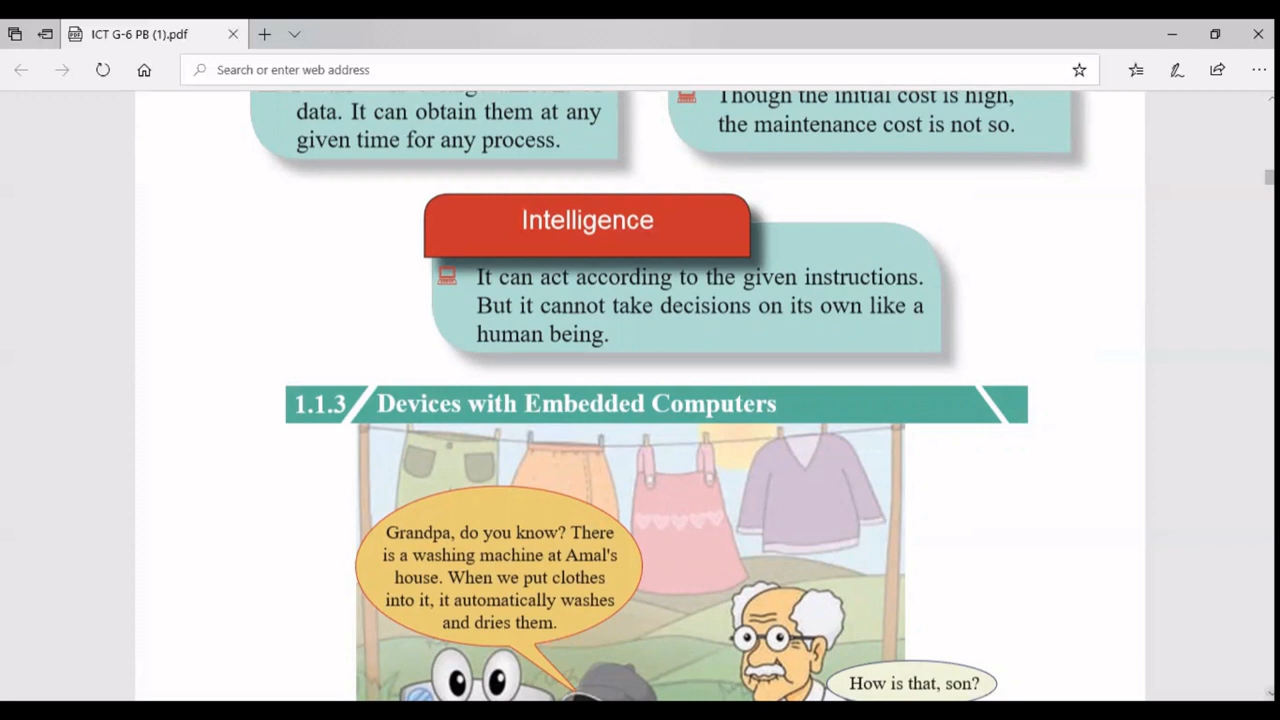 ICT G-6 PB (1).pdf
Search or enter web address
data. It can obtain them at any
given time for any process.
Though the initial cost is high,
the maintenance cost is not so.
Intelligence
It can act according to the given instructions.
But it cannot take decisions on its own like a
human being.
1.1.3 Devices with Embedded Computers
Grandpa, do you know? There
is a washing machine at Amal's
house. When we put clothes
into it, it automatically washes
and dries them.
How is that, son?